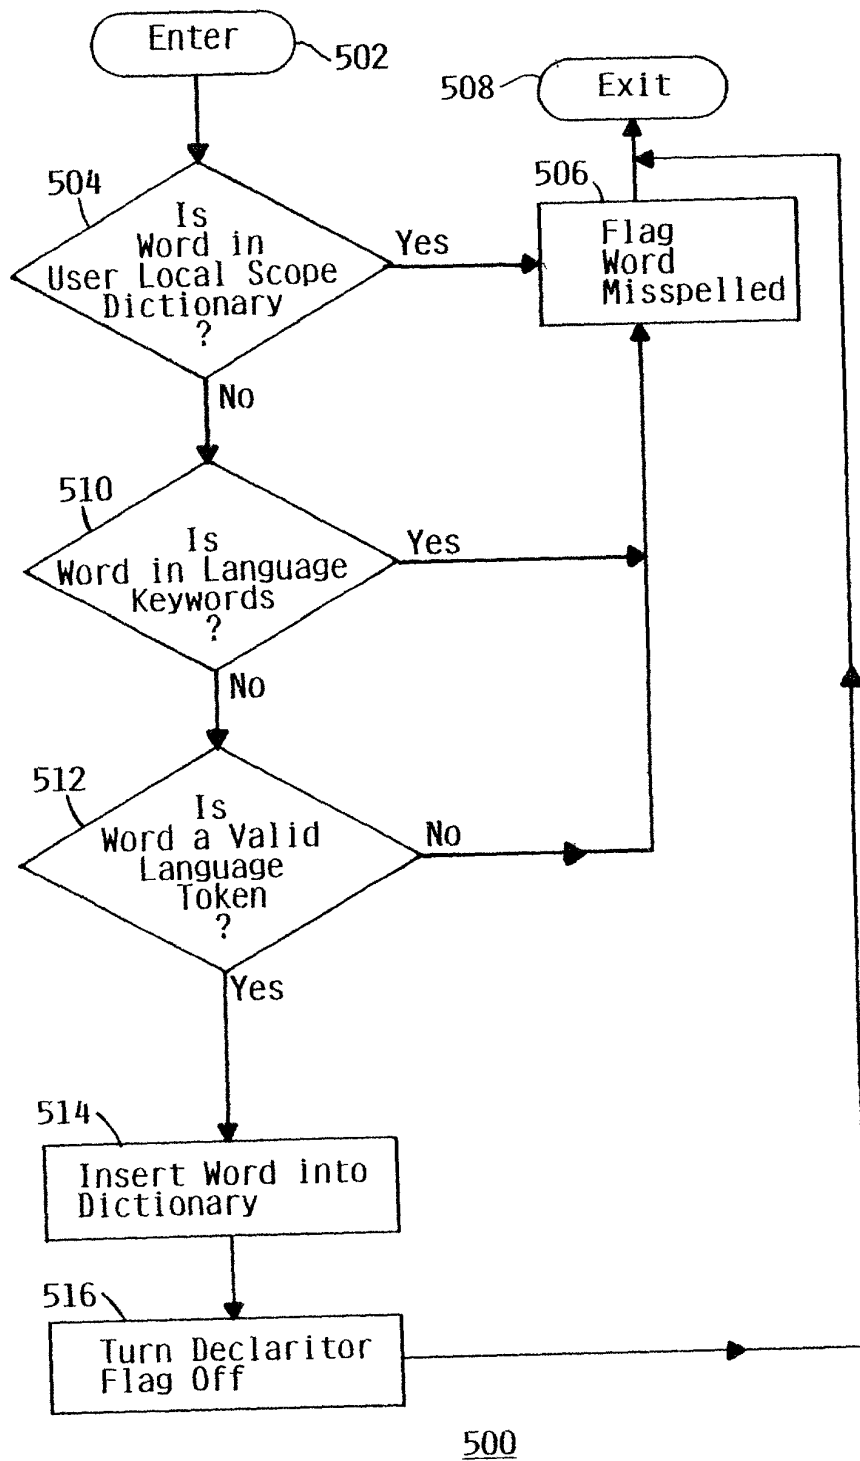 Enter
502
508
Exit
504
Is
Word in
User Local Scope
Dictionary
?
Yes
506
Flag
Word
Misspelled
No
510
Is
Word in Language
Keywords
?
Yes
No
512
Is
Word a Valid
Language
Token
?
No
Yes
514
Insert Word into
Dictionary
516
Turn Declaritor
Flag Off
500